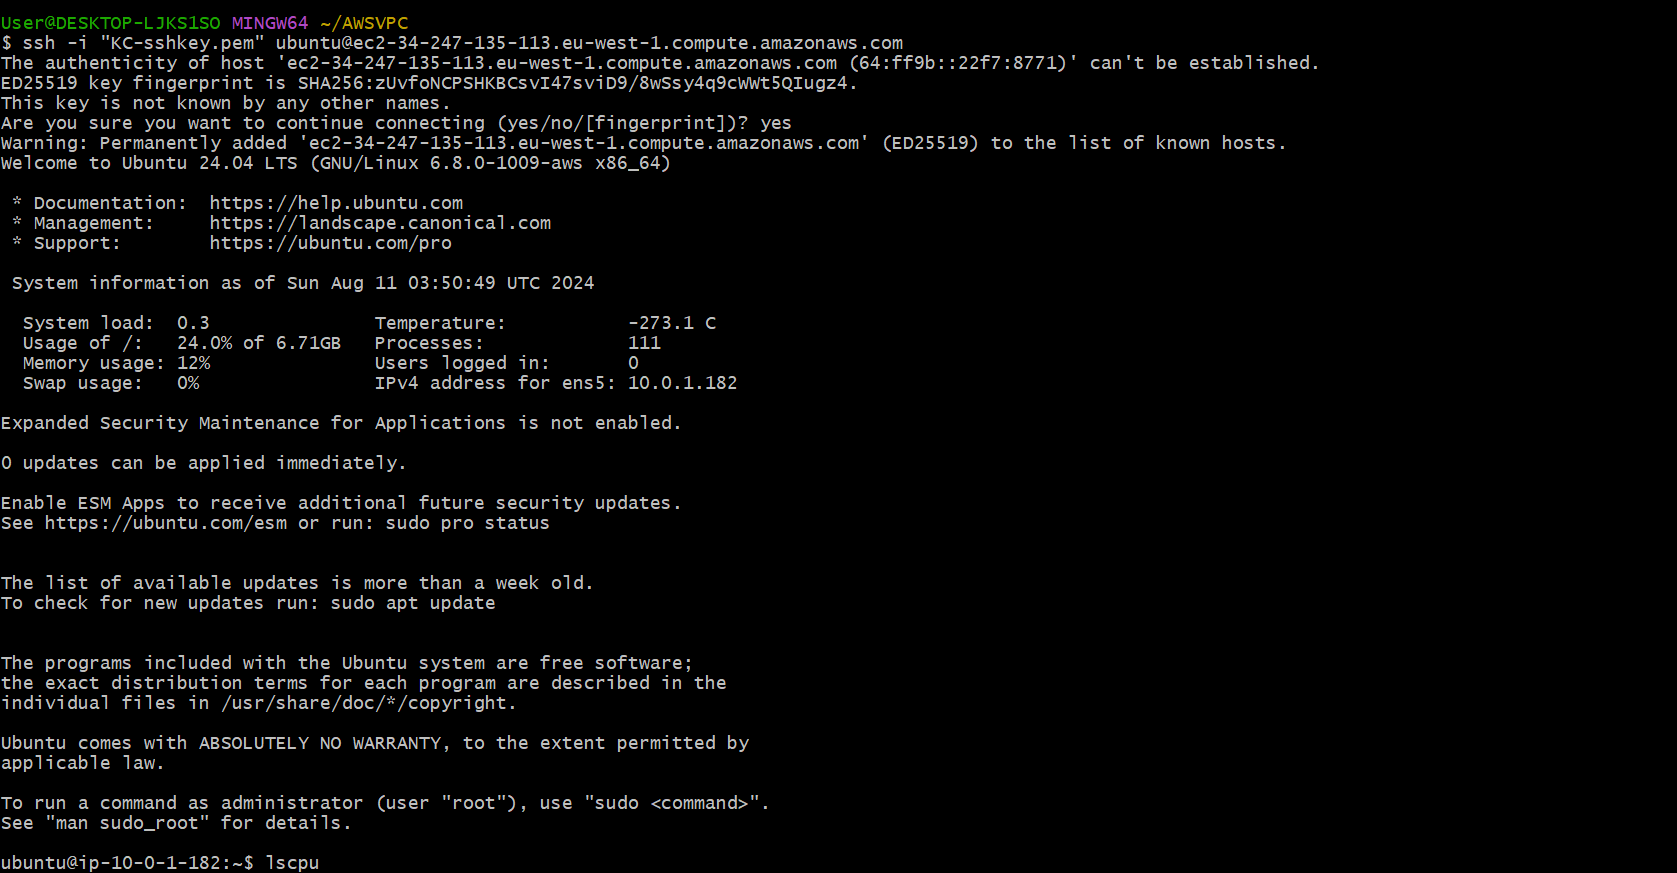 User@DESKTOP-LJKS1SO MINGW64 ~/AWSVPC
$ ssh -i "KC-sshkey.pem" ubuntu@ec2-34-247-135-113.eu-west-1.compute.amazonaws.com
The authenticity of host 'ec2-34-247-135-113.eu-west-1.compute.amazonaws.com (64:ff9b::22f7:8771)' can't be established.
ED25519 key fingerprint is SHA256:zUvfoNCPSHKBCsvI47sviD9/8wSsy4q9cWWt5QIugz4.
This key is not known by any other names.
Are you sure you want to continue connecting (yes/no/[fingerprint])? yes
Warning: Permanently added 'ec2-34-247-135-113.eu-west-1.compute.amazonaws.com' (ED25519) to the list of known hosts.
Welcome to Ubuntu 24.04 LTS (GNU/Linux 6.8.0-1009-aws x86_64)
* Documentation:  https://help.ubuntu.com
* Management:     https://landscape.canonical.com
* Support:        https://ubuntu.com/pro
System information as of Sun Aug 11 03:50:49 UTC 2024
System load:  0.3               Temperature:           -273.1 C
Usage of /:   24.0% of 6.71GB   Processes:             111
Memory usage: 12%               Users logged in:       0
Swap usage:   0%                IPv4 address for ens5: 10.0.1.182
Expanded Security Maintenance for Applications is not enabled.
0 updates can be applied immediately.
Enable ESM Apps to receive additional future security updates.
See https://ubuntu.com/esm or run: sudo pro status
The list of available updates is more than a week old.
To check for new updates run: sudo apt update
The programs included with the Ubuntu system are free software;
the exact distribution terms for each program are described in the
individual files in /usr/share/doc/*/copyright.
Ubuntu comes with ABSOLUTELY NO WARRANTY, to the extent permitted by
applicable law.
To run a command as administrator (user "root"), use "sudo <command>".
See "man sudo_root" for details.
ubuntu@ip-10-0-1-182:~$ lscpu